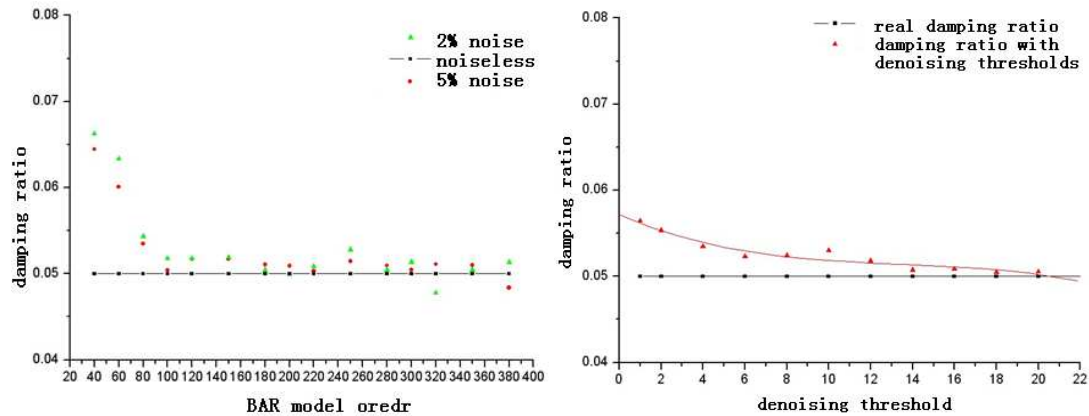 0.08
0.07
0.06
0.05
0.04
damping ratio
2% noise
noiseless
5% noise
20 40 60 80 100 120 140 160 180 200 220 240 260 280 300 320 340 360 380 400
BAR model oredr
0.08
0.07
0.06
0.05
0.04
damping ratio
real damping ratio
damping ratio with
denoising thresholds
0 2 4 6 8 10 12 14 16 18 20 22
denoising threshold